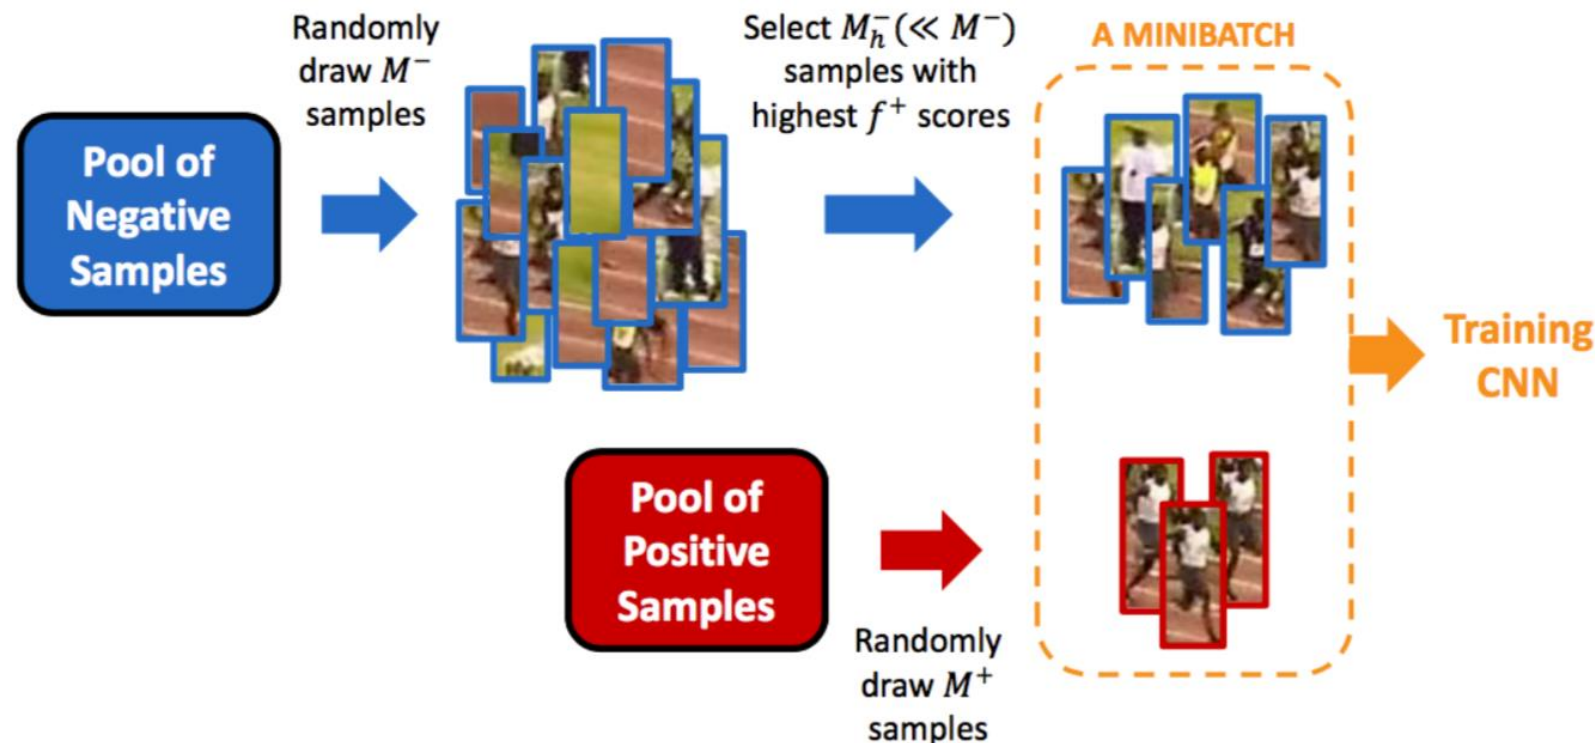 Randomly
draw M⁻
samples
Select M_h⁻(≪ M⁻)
samples with
highest f⁺ scores
A MINIBATCH
Pool of
Negative
Samples
Training
CNN
Pool of
Positive
Samples
Randomly
draw M⁺
samples